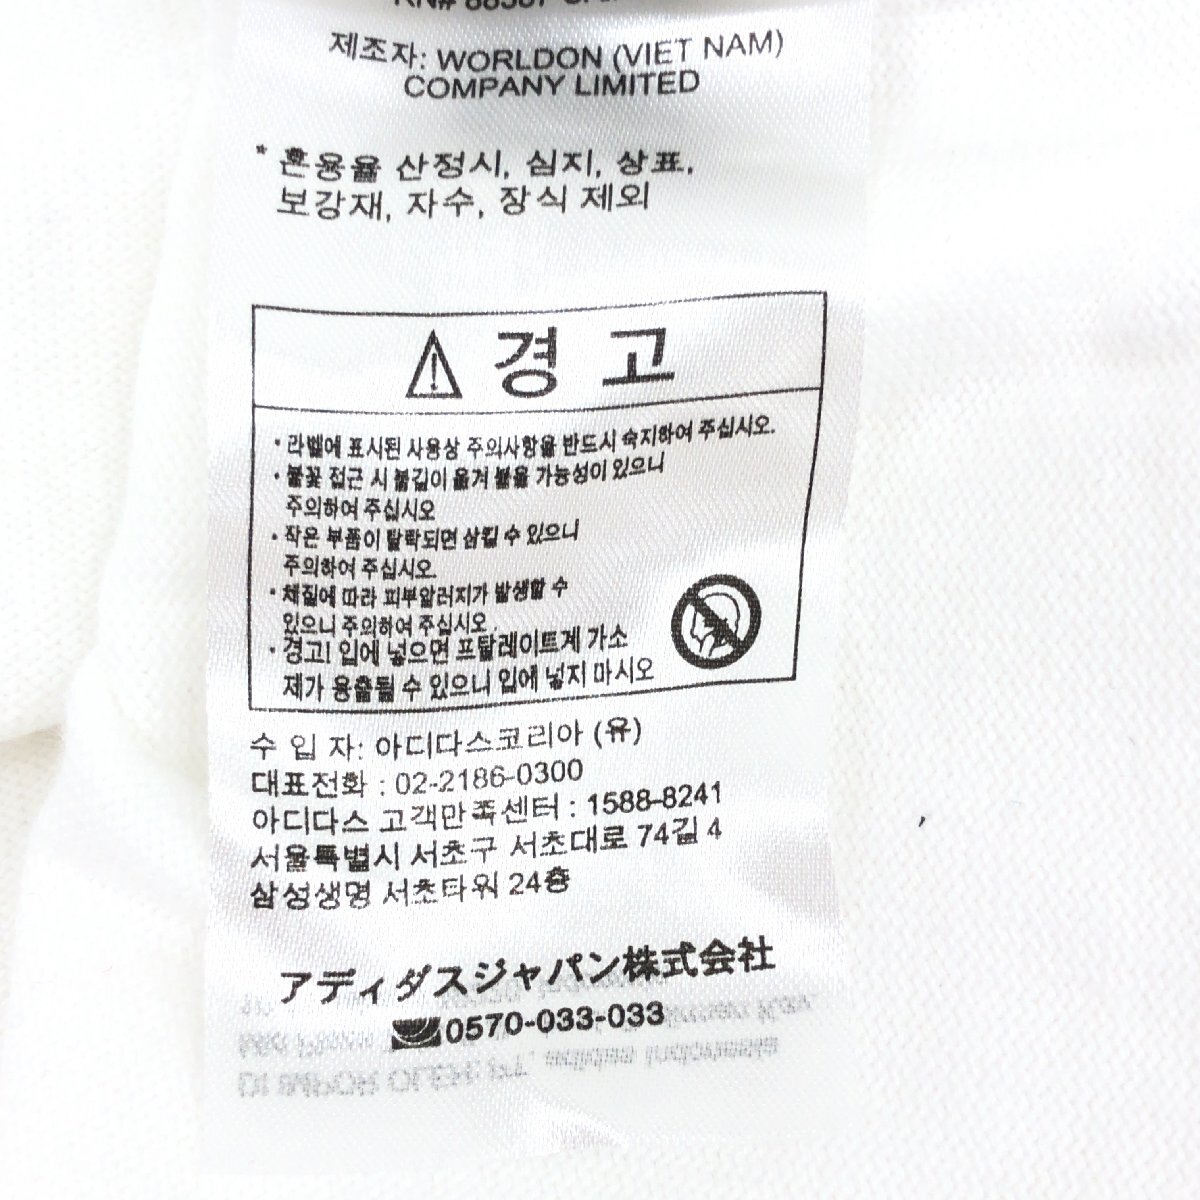 제조자: WORLDON (VIET NAM)
COMPANY LIMITED
* 혼용율 산정시, 심지, 상표,
보강재, 자수, 장식 제외
경 고
· 라벨에 표시된 사용상 주의사항을 반드시 숙지하여 주십시오.
· 불꽃 접근 시 불길이 옮겨 붙을 가능성이 있으니
주의하여 주십시오
· 작은 부품이 탈락되면 삼킬 수 있으니
주의하여 주십시오.
· 체질에 따라 피부알러지가 발생할 수
있으니 주의하여 주십시오.
· 경고! 입에 넣으면 프탈레이트계 가소
제가 용출될 수 있으니 입에 넣지 마시오
수 입 자: 아디다스코리아 (유)
대표전화 : 02-2186-0300
아디다스 고객만족센터 : 1588-8241
서울특별시 서초구 서초대로 74길 4
삼성생명 서초타워 24층
アディダスジャパン株式会社
0570-033-033